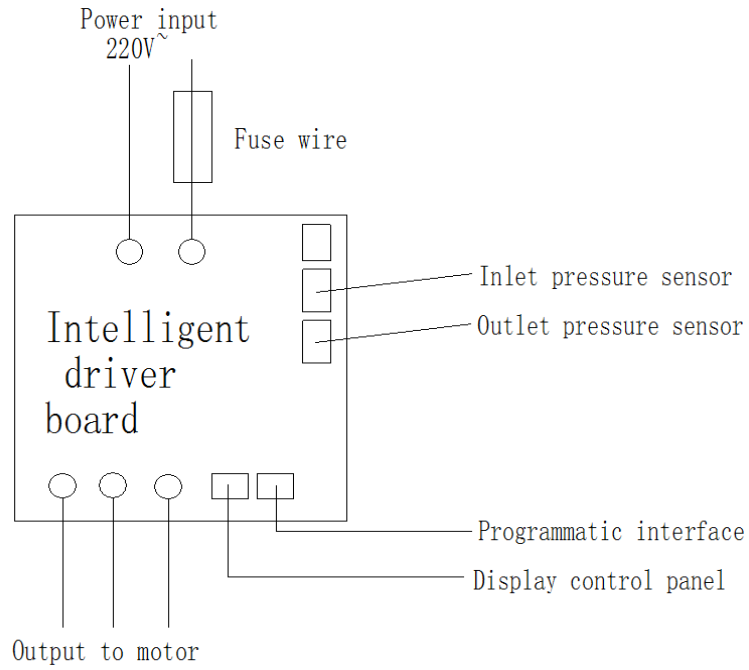 Power input
220V~
Fuse wire
Inlet pressure sensor
Outlet pressure sensor
Intelligent
driver
board
Programmatic interface
Display control panel
Output to motor